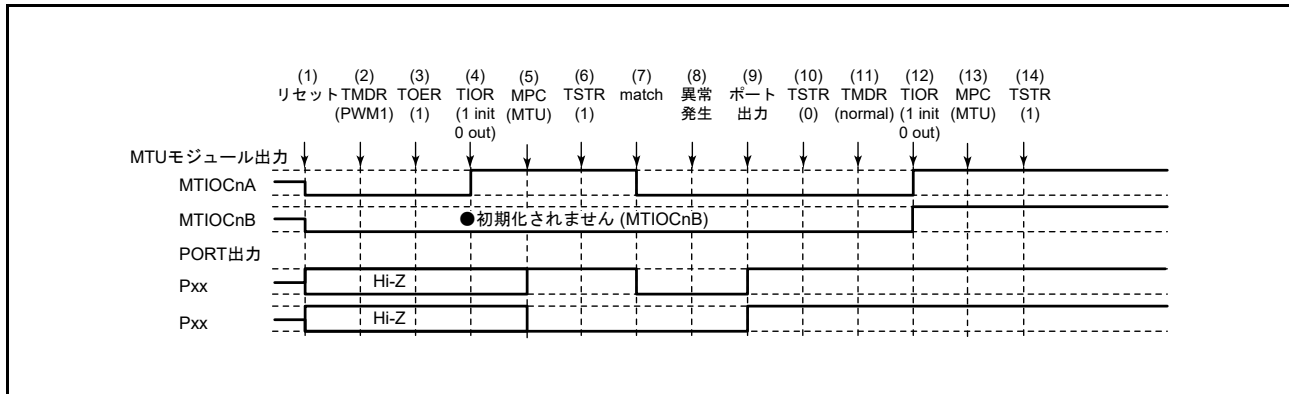 (1) (2) (3) (4) (5) (6) (7) (8) (9) (10) (11) (12) (13) (14)
リセット TMDR TOER TIOR MPC TSTR match 異常 ポート TSTR TMDR TIOR MPC TSTR
(PWM1) (1) (1 init (MTU) (1) 発生 出力 (0) (normal) (1 init (MTU) (1)
0 out) 0 out)
MTUモジュール出力
MTIOCnA
MTIOCnB ●初期化されません (MTIOCnB)
PORT出力
Pxx Hi-Z
Pxx Hi-Z